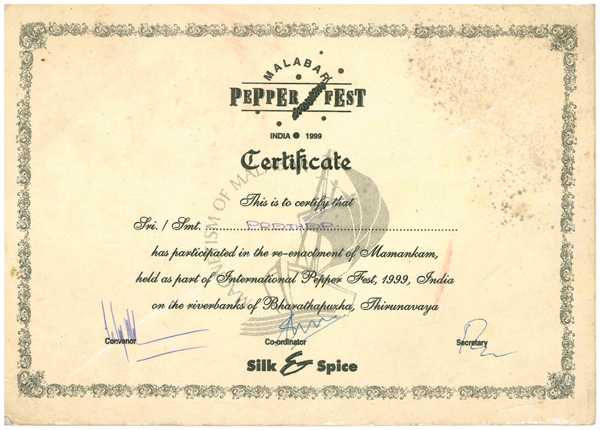 MALABAR
PEPPER FEST
INDIA 1999
Certificate
This is to certify that
Sri. / Smt. PRATHAP
has participated in the re-enactment of Mamankam,
held as part of International Pepper Fest, 1999, India
on the riverbanks of Bharathapuzha, Thirunavaya
Convenor Co-ordinator Secretary
Silk & Spice